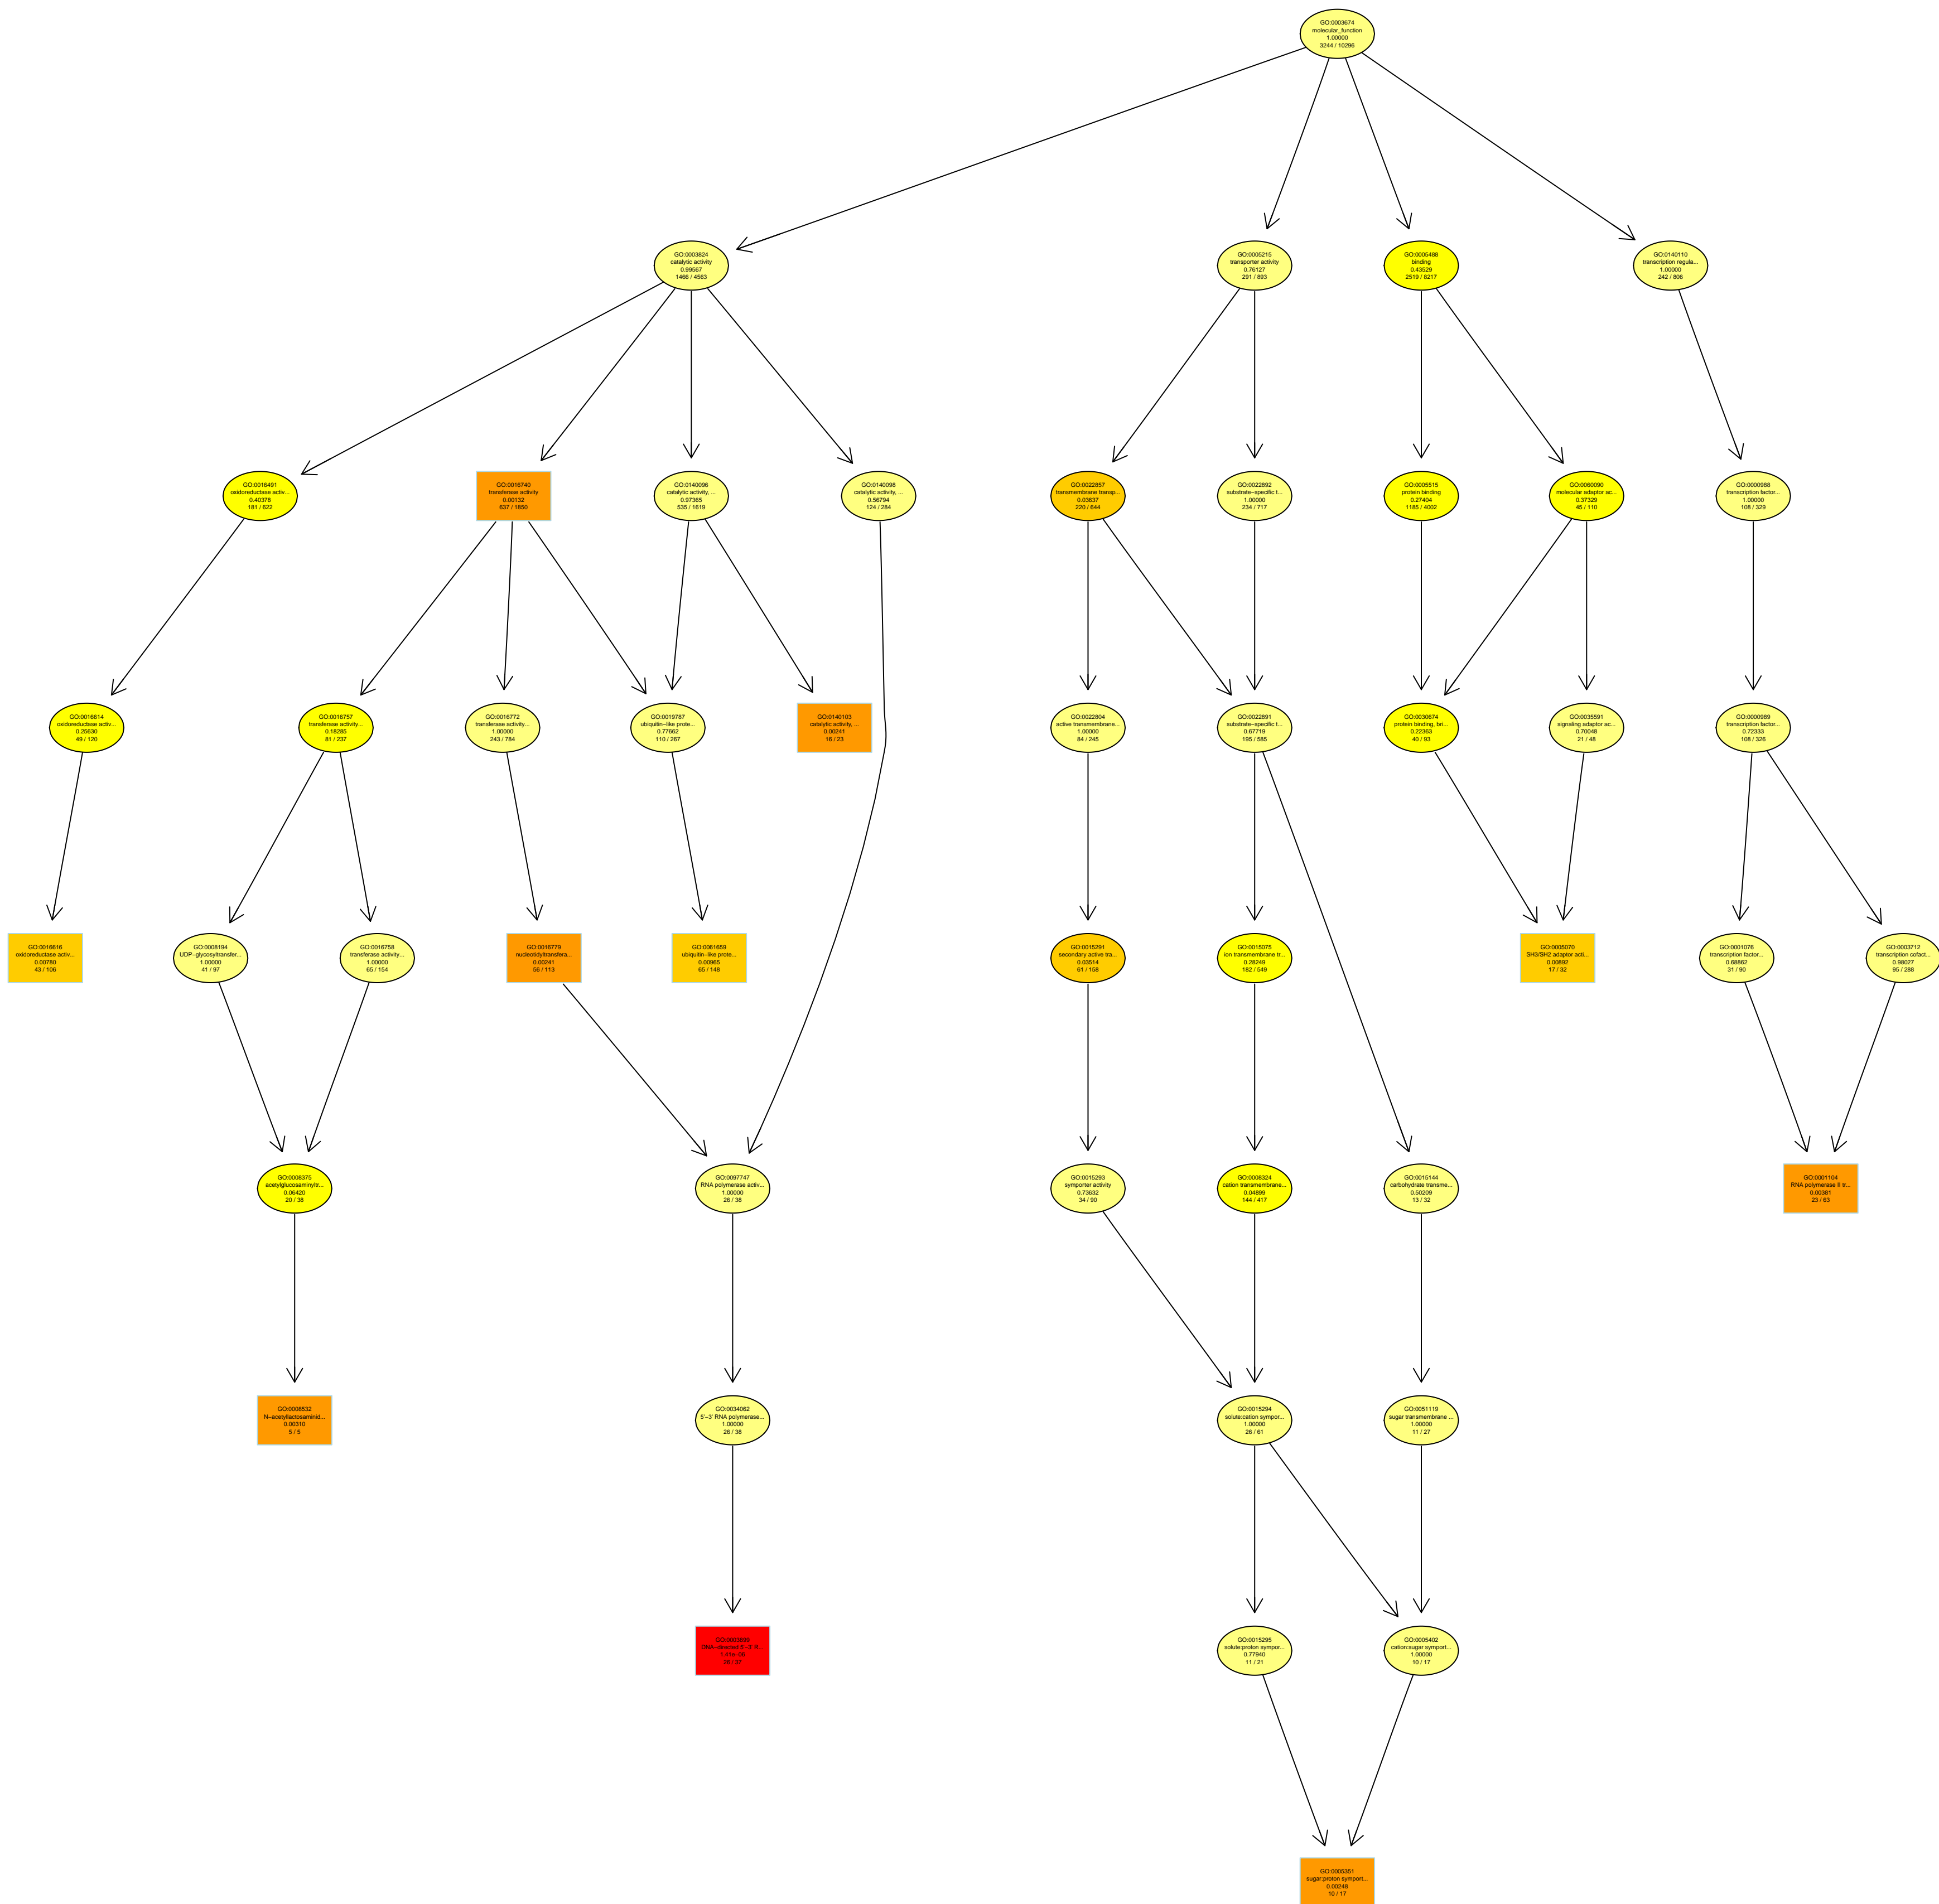 GO:0003674
molecular_function
1.00000
3244 / 10296
GO:0003824
catalytic activity
0.99567
1466 / 4563
GO:0005215
transporter activity
0.76127
291 / 893
GO:0005488
binding
0.43529
2519 / 8217
GO:0140110
transcription regula...
1.00000
242 / 806
GO:0016491
oxidoreductase activ...
0.40378
181 / 622
GO:0016740
transferase activity
0.00132
637 / 1850
GO:0140096
catalytic activity, ...
0.97365
535 / 1619
GO:0140098
catalytic activity, ...
0.56794
124 / 284
GO:0022857
transmembrane transp...
0.03637
220 / 644
GO:0022892
substrate−specific t...
1.00000
234 / 717
GO:0005515
protein binding
0.27404
1185 / 4002
GO:0060090
molecular adaptor ac...
0.37329
45 / 110
GO:0000988
transcription factor...
1.00000
108 / 329
GO:0016614
oxidoreductase activ...
0.25630
49 / 120
GO:0016757
transferase activity...
0.18285
81 / 237
GO:0016772
transferase activity...
1.00000
243 / 784
GO:0019787
ubiquitin−like prote...
0.77662
110 / 267
GO:0140103
catalytic activity, ...
0.00241
16 / 23
GO:0022804
active transmembrane...
1.00000
84 / 245
GO:0022891
substrate−specific t...
0.67719
195 / 585
GO:0030674
protein binding, bri...
0.22363
40 / 93
GO:0035591
signaling adaptor ac...
0.70048
21 / 48
GO:0000989
transcription factor...
0.72333
108 / 326
GO:0016616
oxidoreductase activ...
0.00780
43 / 106
GO:0008194
UDP−glycosyltransfer...
1.00000
41 / 97
GO:0016758
transferase activity...
1.00000
65 / 154
GO:0016779
nucleotidyltransfera...
0.00241
56 / 113
GO:0061659
ubiquitin−like prote...
0.00965
65 / 148
GO:0015291
secondary active tra...
0.03514
61 / 158
GO:0015075
ion transmembrane tr...
0.28249
182 / 549
GO:0005070
SH3/SH2 adaptor acti...
0.00892
17 / 32
GO:0001076
transcription factor...
0.68862
31 / 90
GO:0003712
transcription cofact...
0.98027
95 / 288
GO:0008375
acetylglucosaminyltr...
0.06420
20 / 38
GO:0097747
RNA polymerase activ...
1.00000
26 / 38
GO:0015293
symporter activity
0.73632
34 / 90
GO:0008324
cation transmembrane...
0.04899
144 / 417
GO:0015144
carbohydrate transme...
0.50209
13 / 32
GO:0001104
RNA polymerase II tr...
0.00381
23 / 63
GO:0008532
N−acetyllactosaminid...
0.00310
5 / 5
GO:0034062
5'−3' RNA polymerase...
1.00000
26 / 38
GO:0015294
solute:cation sympor...
1.00000
26 / 61
GO:0051119
sugar transmembrane ...
1.00000
11 / 27
GO:0003899
DNA−directed 5'−3' R...
GO:0015295
solute:proton sympor...
0.77940
11 / 21
GO:0005402
cation:sugar symport...
1.00000
10 / 17
GO:0005351
sugar:proton symport...
0.00248
10 / 17